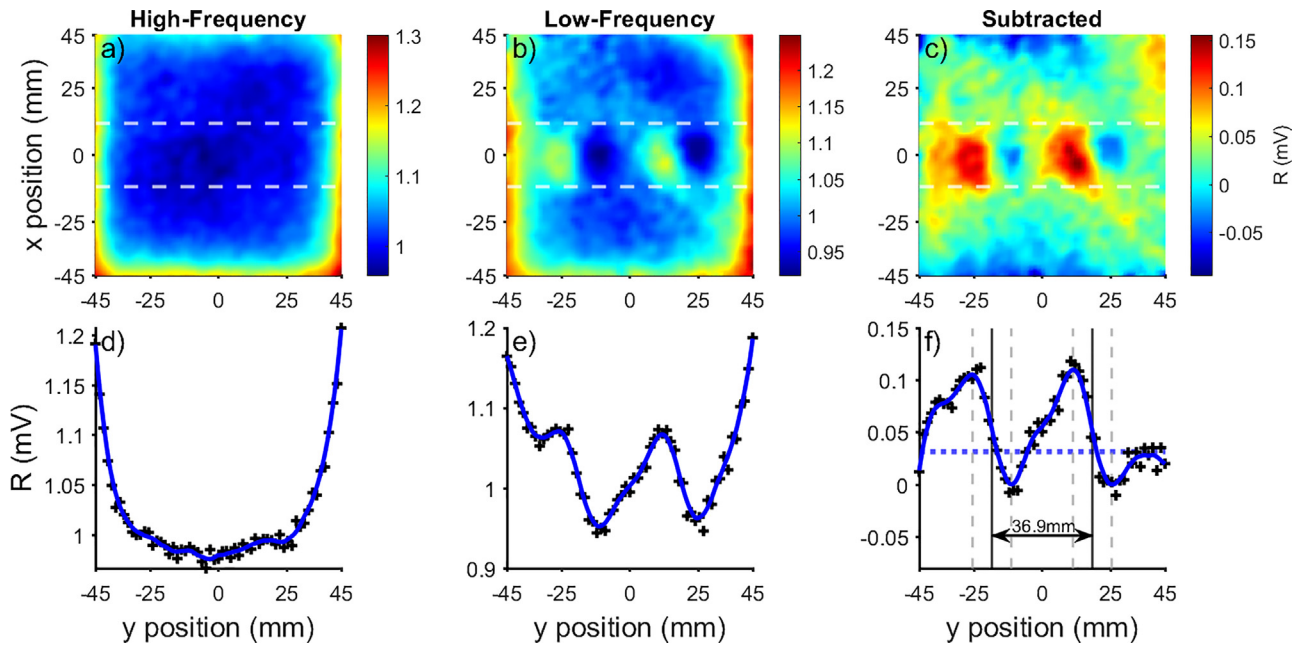 High-Frequency
Low-Frequency
Subtracted
a)
b)
c)
x position (mm)
45
25
0
-25
-45
-45 -25 0 25 45
1.3
1.2
1.1
1
45
25
0
-25
-45
-45 -25 0 25 45
1.2
1.15
1.1
1.05
1
0.95
45
25
0
-25
-45
-45 -25 0 25 45
0.15
0.1
0.05
0
-0.05
R (mV)
d)
R (mV)
1.2
1.15
1.1
1.05
1
-45 -25 0 25 45
y position (mm)
e)
1.2
1.1
1
0.9
-45 -25 0 25 45
y position (mm)
f)
0.15
0.1
0.05
0
-0.05
36.9mm
-45 -25 0 25 45
y position (mm)